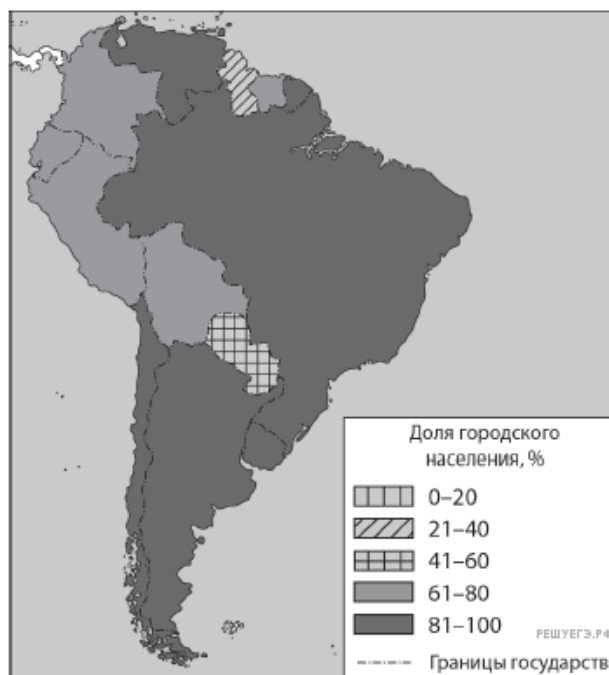 Доля городского
населения, %
0–20
21–40
41–60
61–80
81–100
РЕШУЕГЭ.РФ
Границы государств